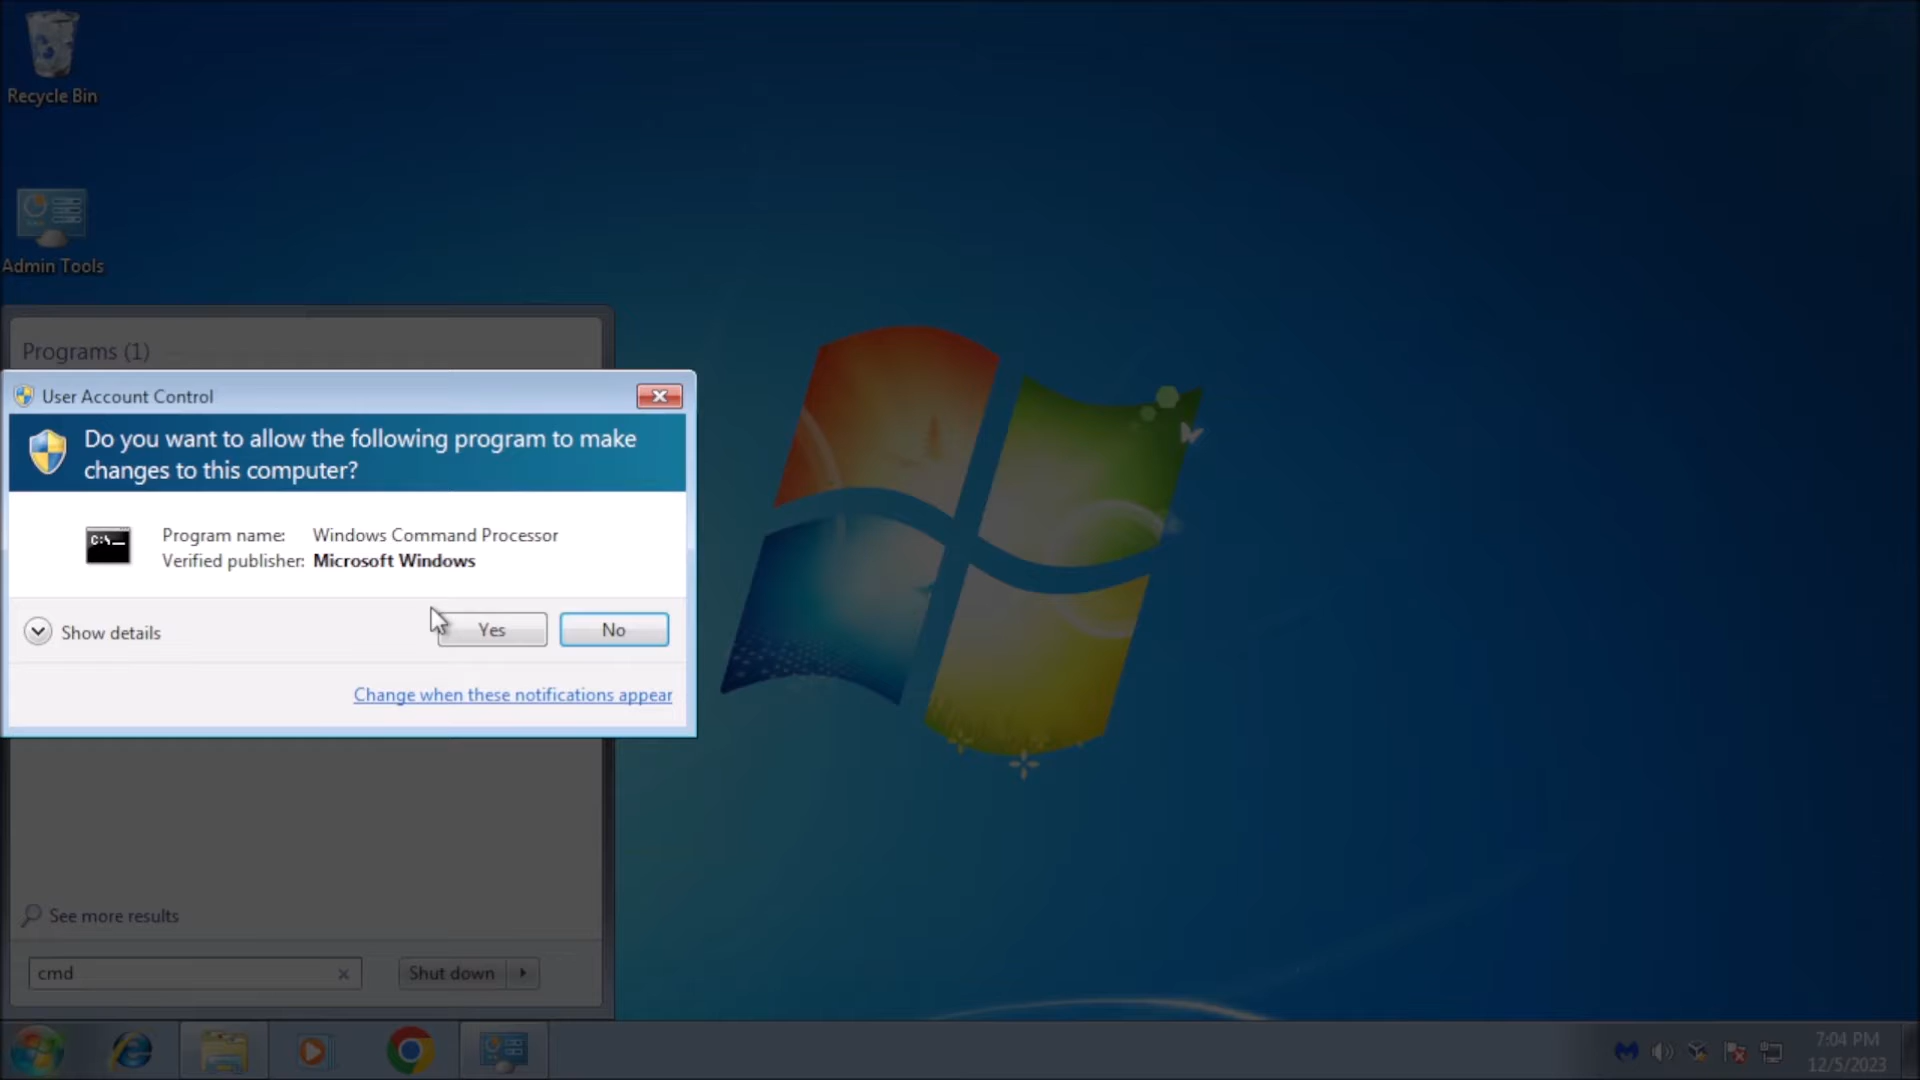 Recycle Bin
Admin Tools
Programs (1)
User Account Control
Do you want to allow the following program to make
changes to this computer?
C:\_
Program name: Windows Command Processor
Verified publisher: Microsoft Windows
Show details
Yes
No
Change when these notifications appear
See more results
cmd
Shut down
7:04 PM
12/5/2023